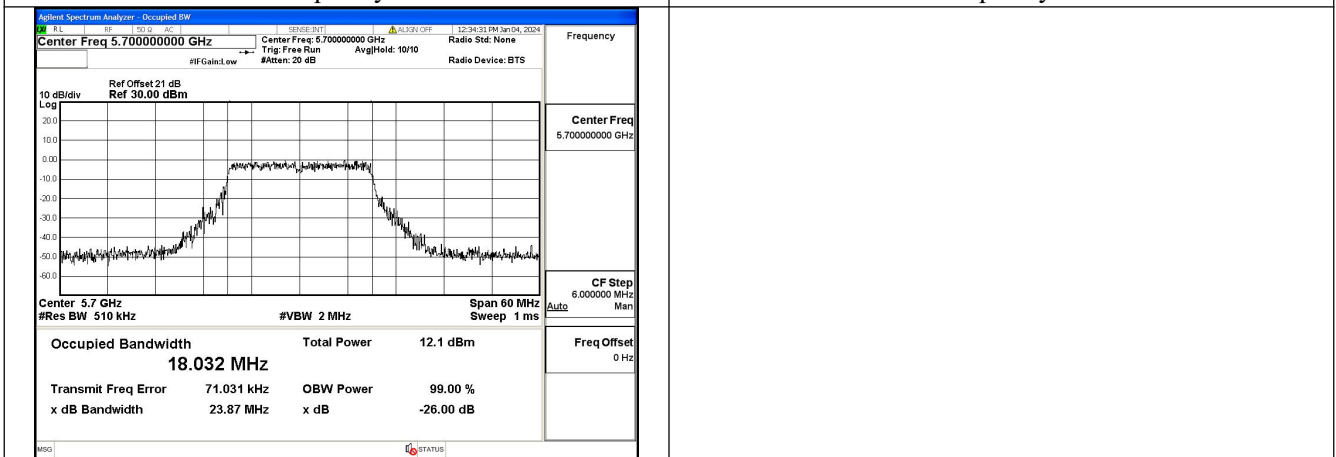 Agilent Spectrum Analyzer - Occupied BW
RL RF 50 Ω AC SENSE:INT ALIGN OFF 12:34:31 PM Jan 04, 2024
Center Freq 5.700000000 GHz Center Freq: 5.700000000 GHz Radio Std: None Frequency
Trig: Free Run Avg|Hold: 10/10
#IFGain:Low #Atten: 20 dB Radio Device: BTS
Ref Offset 21 dB
10 dB/div Ref 30.00 dBm
Log
20.0
10.0
0.00
-10.0
-20.0
-30.0
-40.0
-50.0
-60.0
Center Freq
5.700000000 GHz
Center 5.7 GHz Span 60 MHz
#Res BW 510 kHz #VBW 2 MHz Sweep 1 ms
CF Step
6.000000 MHz
Auto Man
Occupied Bandwidth Total Power 12.1 dBm
18.032 MHz
Transmit Freq Error 71.031 kHz OBW Power 99.00 %
x dB Bandwidth 23.87 MHz x dB -26.00 dB
Freq Offset
0 Hz
MSG STATUS